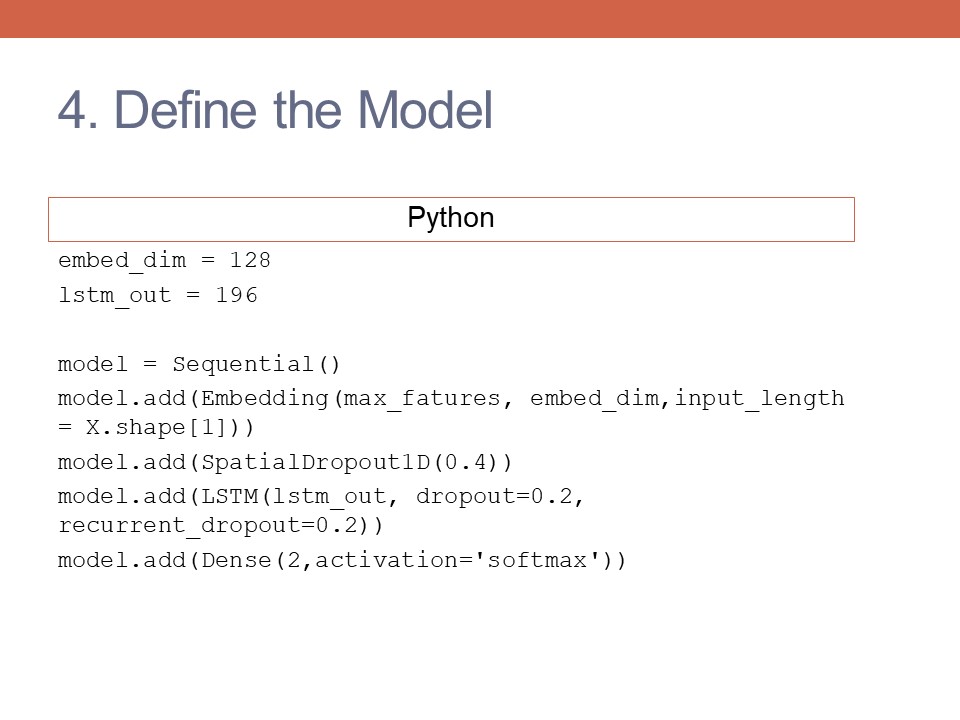 4. Define the Model
Python
embed_dim = 128
lstm_out = 196
model = Sequential()
model.add(Embedding(max_fatures, embed_dim,input_length
= X.shape[1]))
model.add(SpatialDropout1D(0.4))
model.add(LSTM(lstm_out, dropout=0.2,
recurrent_dropout=0.2))
model.add(Dense(2,activation='softmax'))